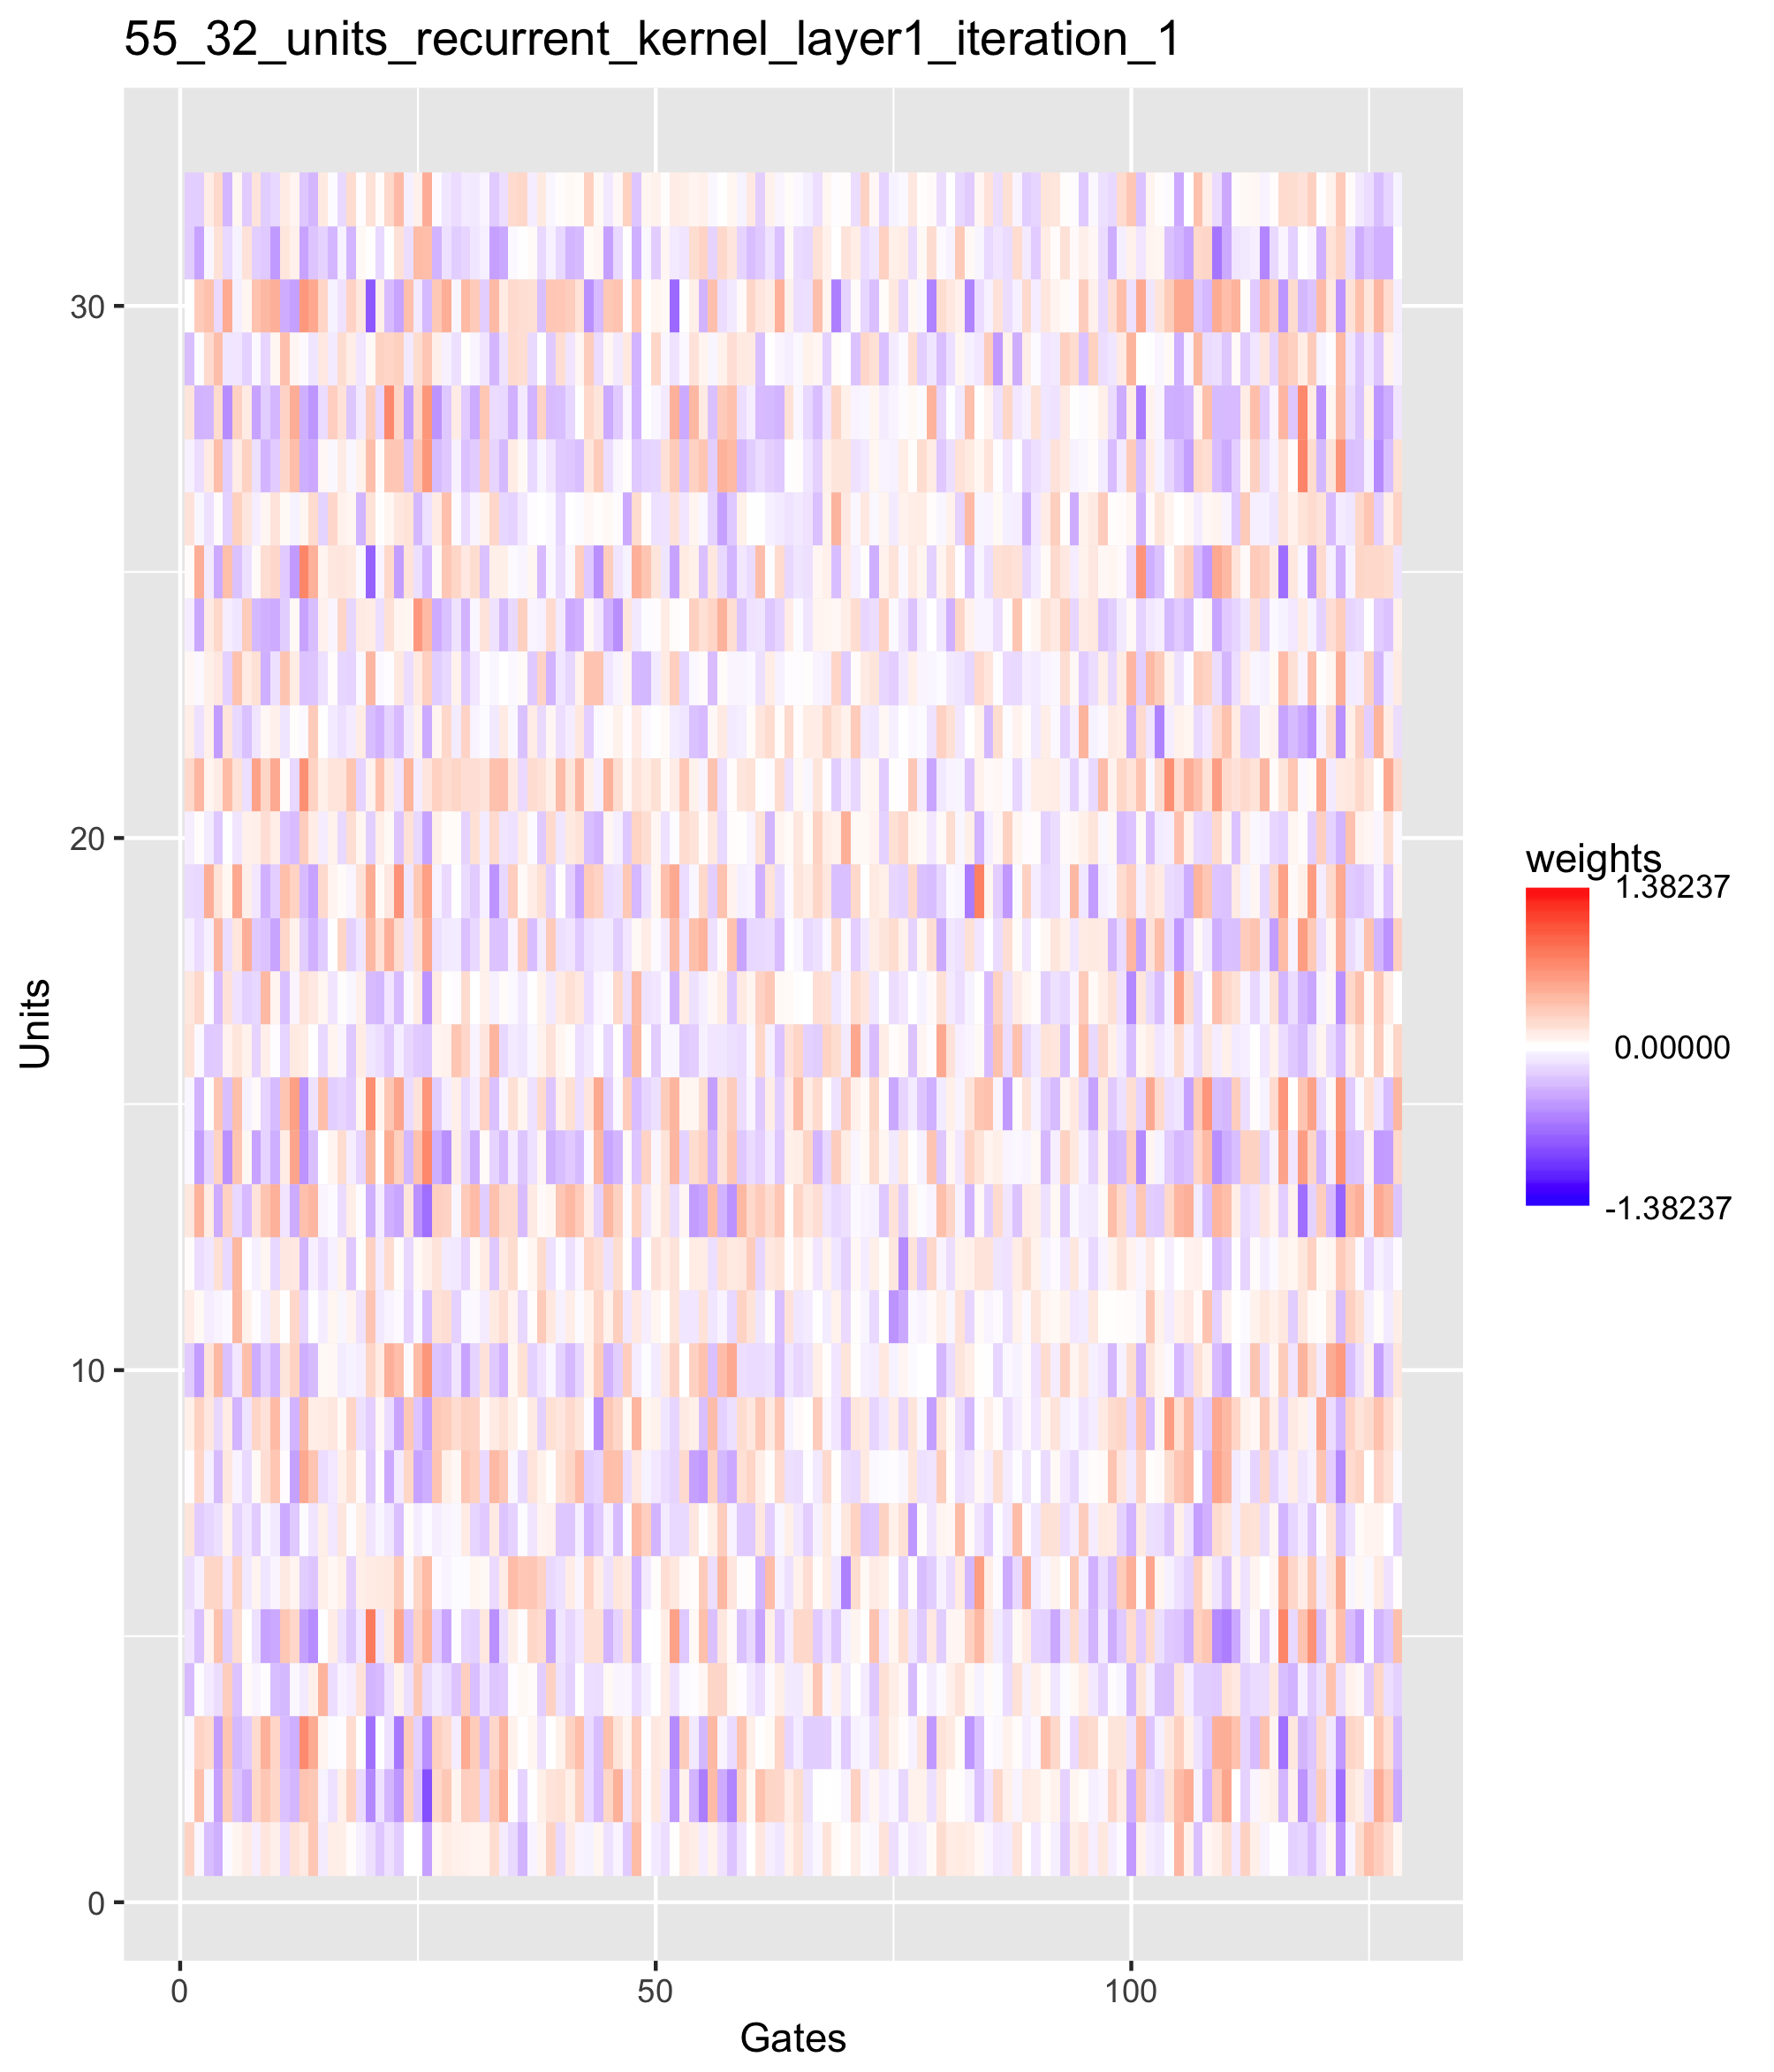 55_32_units_recurrent_kernel_layer1_iteration_1
30
20
10
0
Units
0
50
100
Gates
weights
1.38237
0.00000
-1.38237